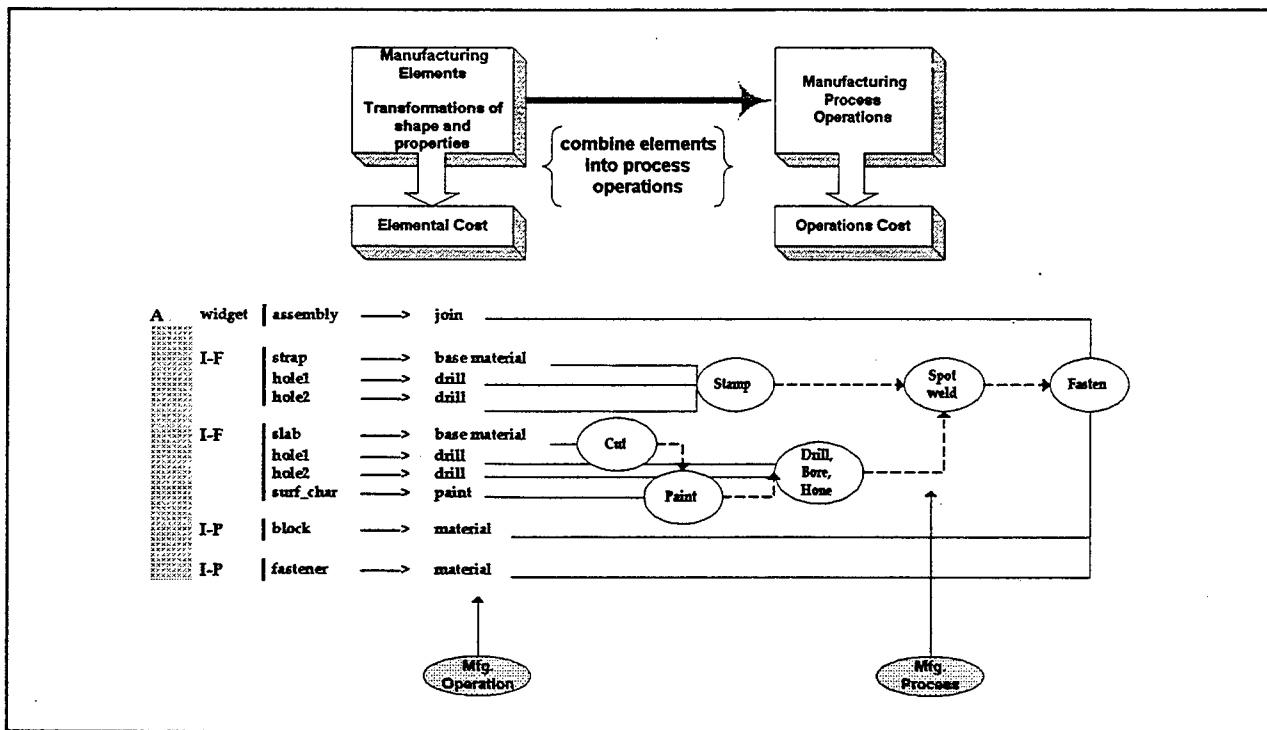 Manufacturing
Elements
Transformations of
shape and
properties
Manufacturing
Process
Operations
combine elements
into process
operations
Elemental Cost
Operations Cost
A widget assembly join
I-F strap base material
hole1 drill
hole2 drill
Stamp
Spot
weld
Fasten
I-F slab base material
hole1 drill
hole2 drill
surf_char paint
Cut
Paint
Drill,
Bore,
Hone
I-P block material
I-P fastener material
Mfg.
Operation
Mfg.
Process